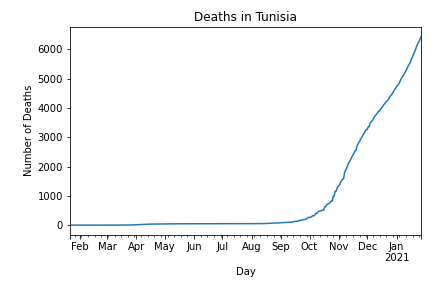 Deaths in Tunisia
Number of Deaths
6000
5000
4000
3000
2000
1000
0
Feb Mar Apr May Jun Jul Aug Sep Oct Nov Dec Jan
2021
Day